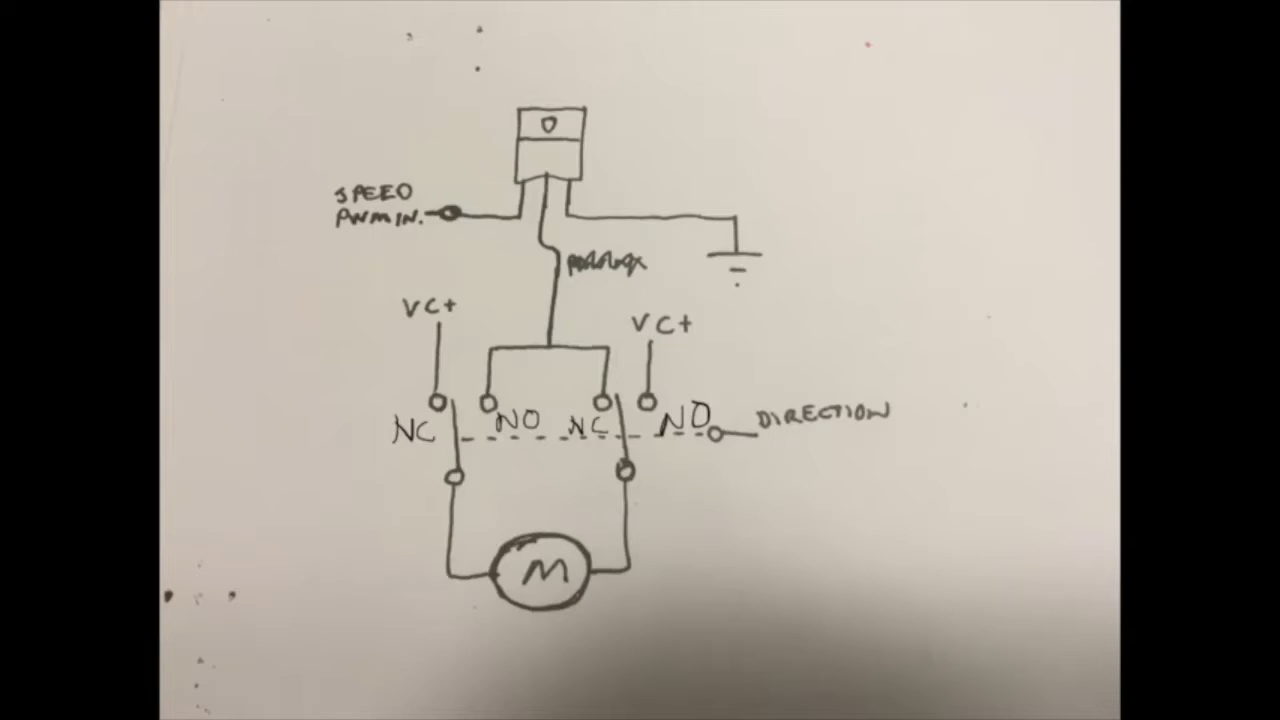 SPEED
PWM IN.
VC+
VC+
NC
NO
NC
NO
DIRECTION
M